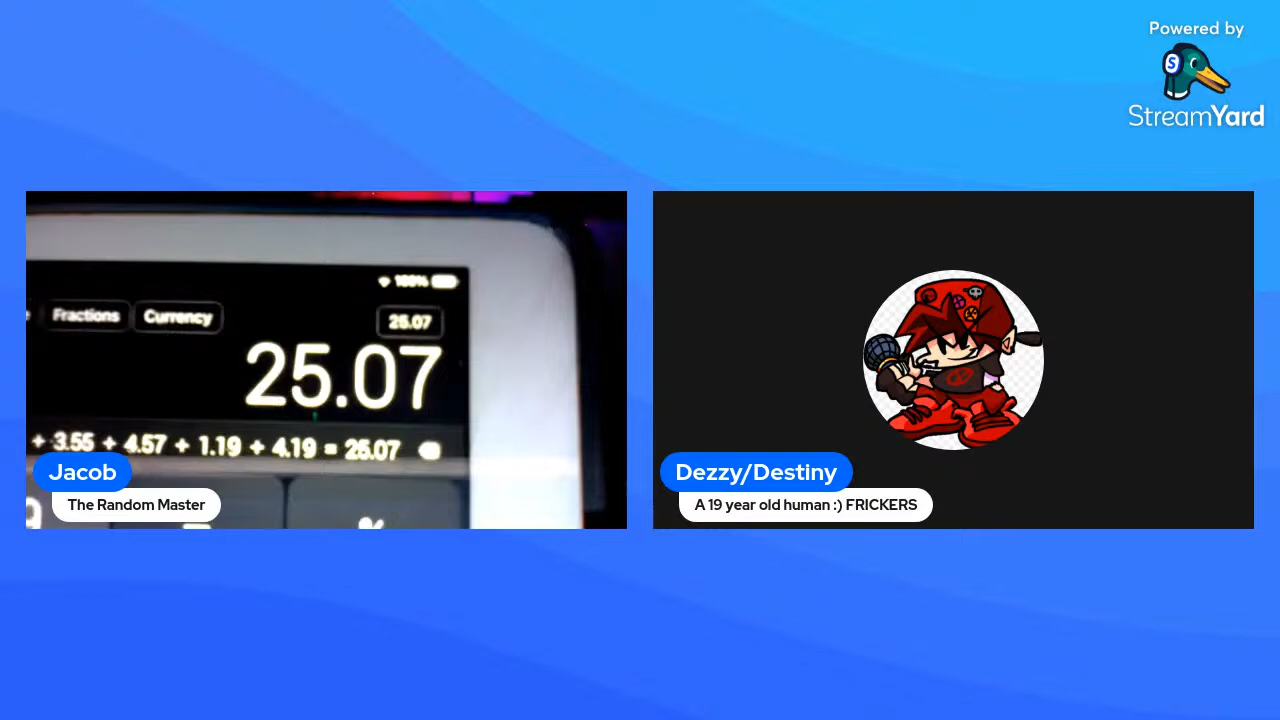 Powered by
S
StreamYard
100%
Fractions
Currency
25.07
25.07
+ 3.55 + 4.57 + 1.19 + 4.19 = 25.07
9
%
Jacob
The Random Master
Dezzy/Destiny
A 19 year old human :) FRICKERS